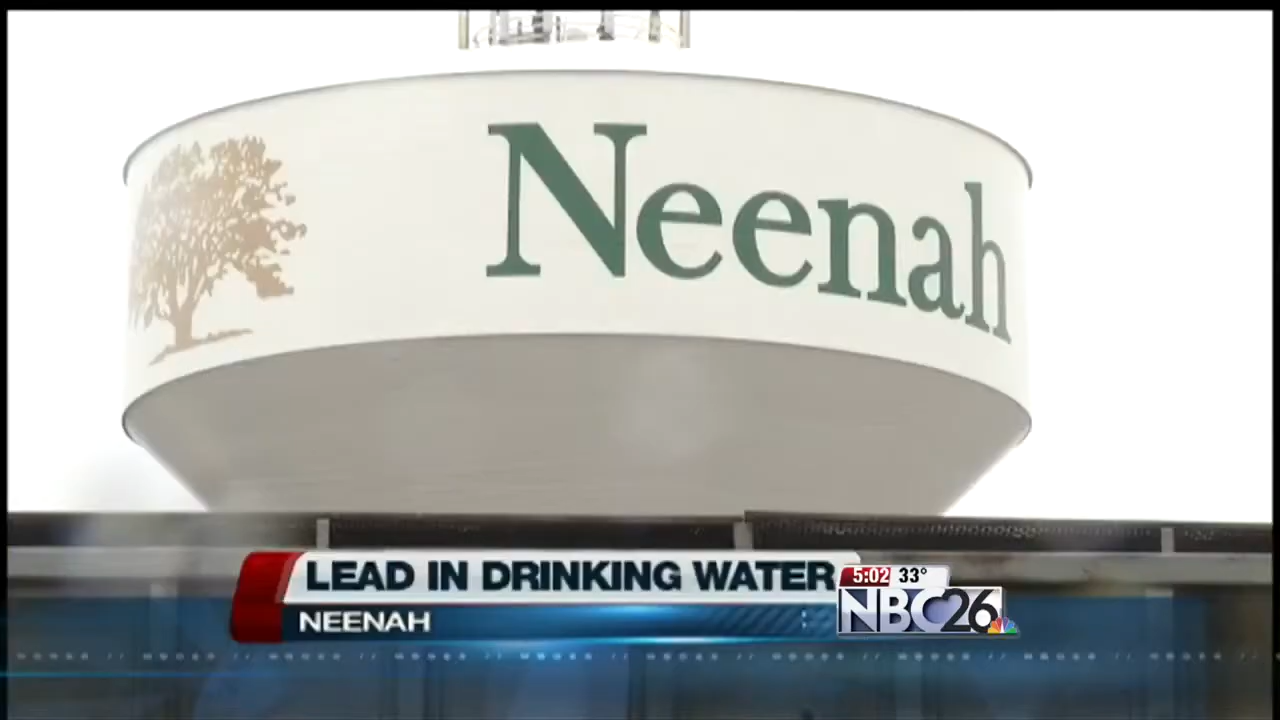 Neenah
LEAD IN DRINKING WATER
NEENAH
5:02 33°
NBC26